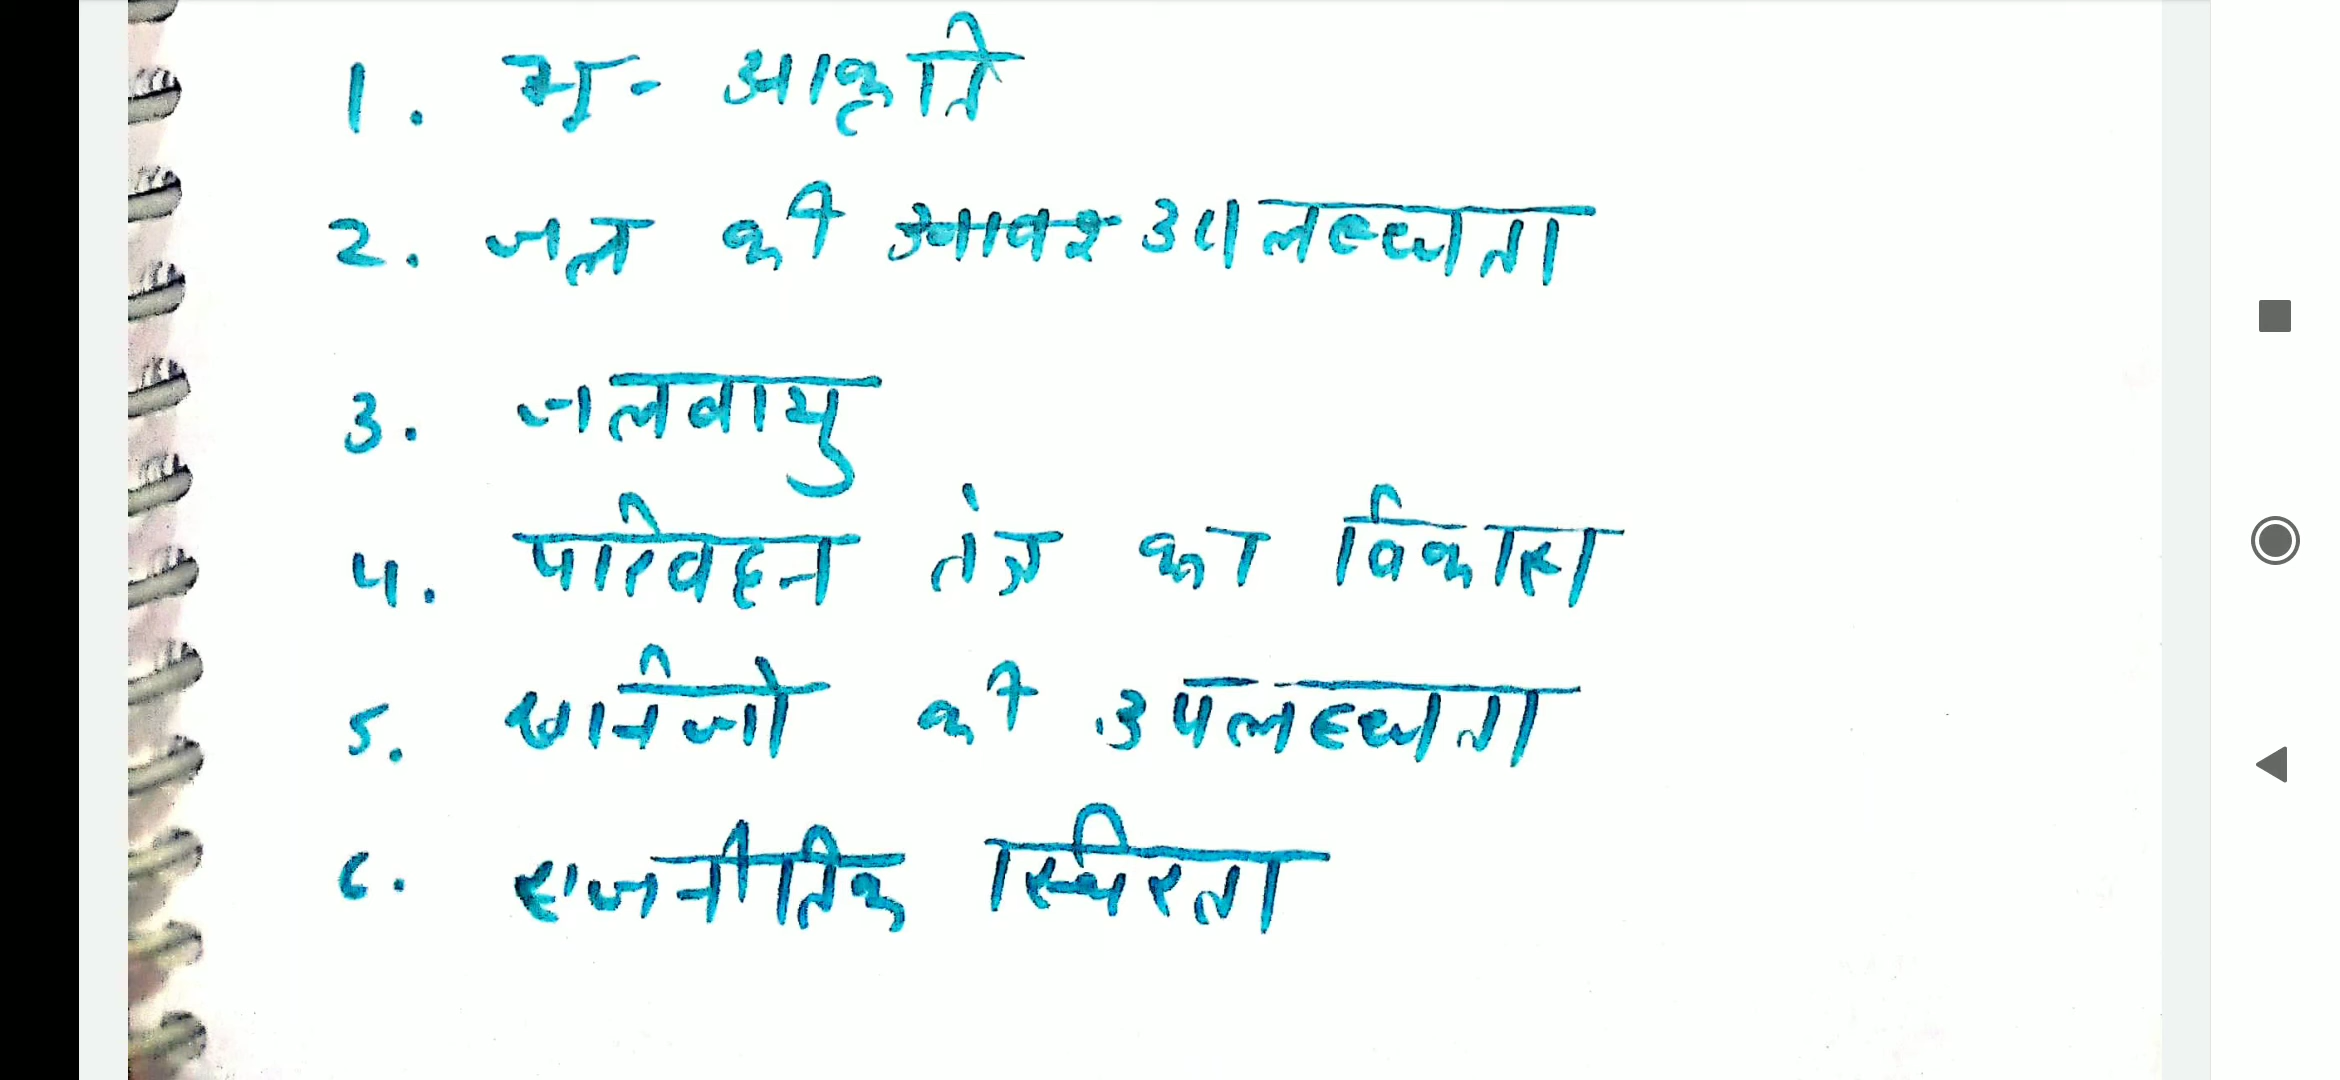 1. भू- आकृति
2. जल की उपलब्धता
3. जलवायु
4. परिवहन तंत्र का विकास
5. खनिजो की उपलब्धता
6. राजनीतिक स्थिरता